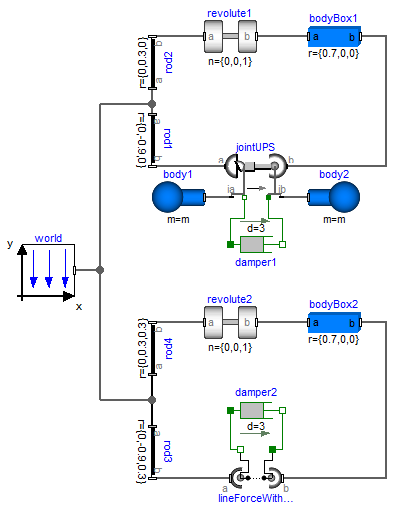 revolute1
bodyBox1
a
b
a
b
n={0,0,1}
r={0.7,0,0}
r={0,0.3,0}
b
a
rod2
r={0,-0.9,0}
a
b
rod1
jointUPS
a
b
body1
body2
ia
ib
m=m
m=m
d=3
damper1
y
world
x
revolute2
bodyBox2
a
b
a
b
n={0,0,1}
r={0.7,0,0}
r={0,0.3,0.3}
b
a
rod4
damper2
d=3
r={0,-0.9,0.3}
a
b
rod3
a
b
lineForceWith...